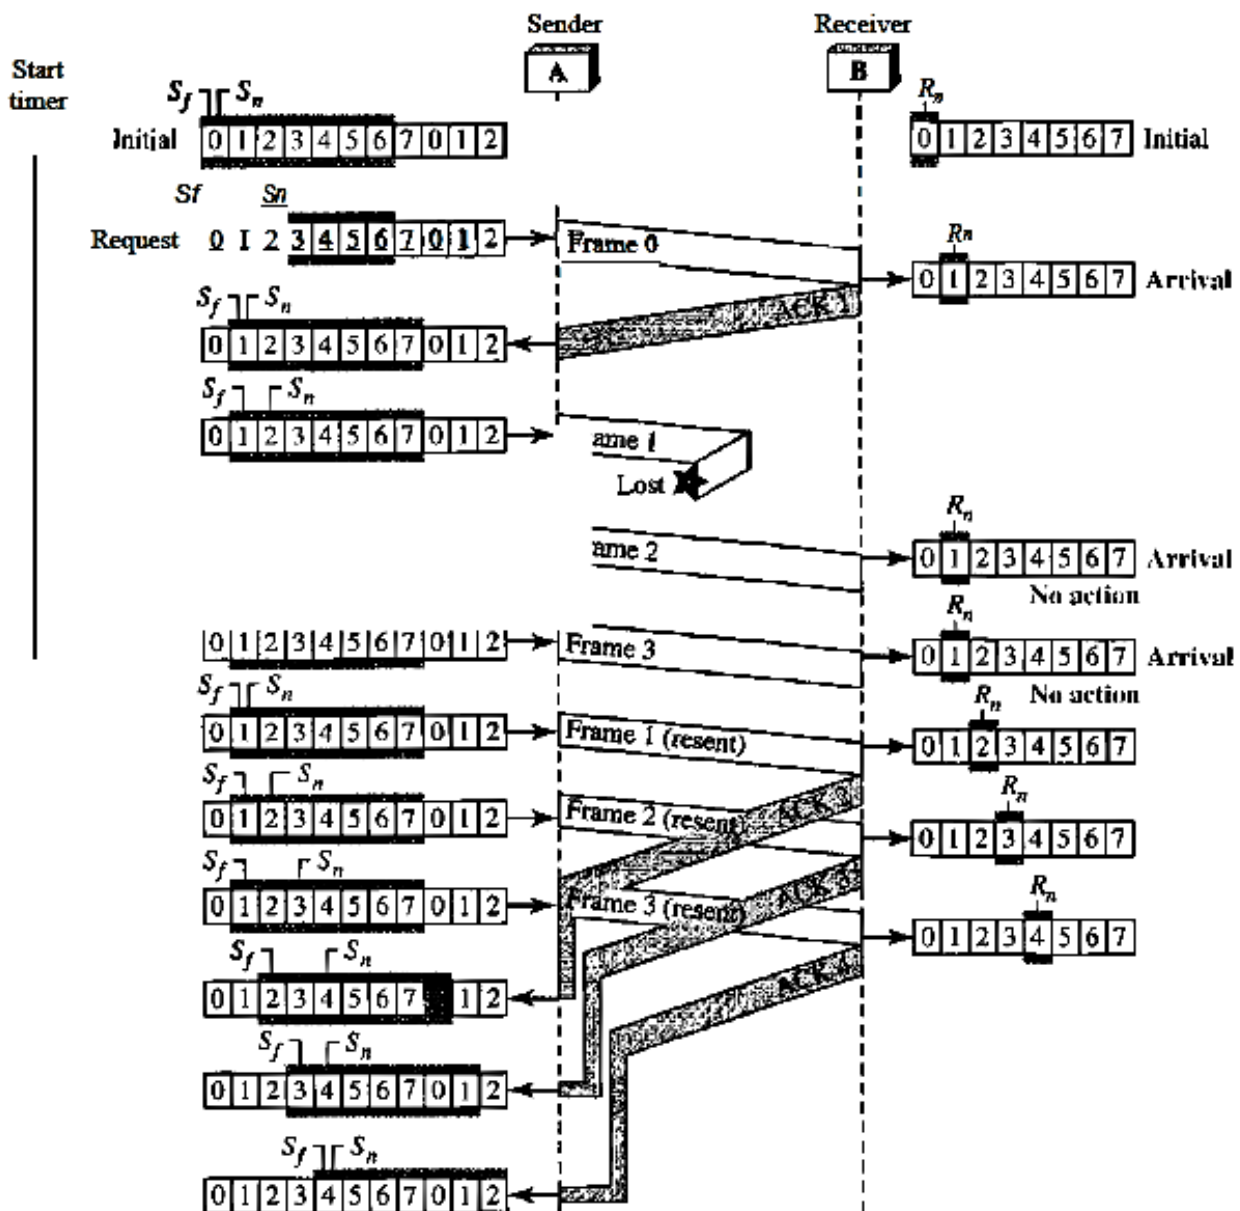 Sender Receiver
A B
Start
timer
Sf Sn Rn
Initial 0 1 2 3 4 5 6 7 0 1 2 0 1 2 3 4 5 6 7 Initial
Sf Sn
Request 0 I 2 3 4 5 6 7 0 1 2 Frame 0
Rn
0 1 2 3 4 5 6 7 Arrival
ACK 1
Sf Sn
0 1 2 3 4 5 6 7 0 1 2
Sf Sn
0 1 2 3 4 5 6 7 0 1 2 ame 1
Lost
Rn
ame 2 0 1 2 3 4 5 6 7 Arrival
No action
Rn
0 1 2 3 4 5 6 7 0 1 2 Frame 3 0 1 2 3 4 5 6 7 Arrival
No action
Sf Sn Rn
0 1 2 3 4 5 6 7 0 1 2 Frame 1 (resent) 0 1 2 3 4 5 6 7
Sf Sn Rn
ACK
0 1 2 3 4 5 6 7 0 1 2 Frame 2 (resent) 0 1 2 3 4 5 6 7
Sf Sn Rn
ACK 3
0 1 2 3 4 5 6 7 0 1 2 Frame 3 (resent) 0 1 2 3 4 5 6 7
Sf Sn
ACK 4
0 1 2 3 4 5 6 7 1 2
Sf Sn
0 1 2 3 4 5 6 7 0 1 2
Sf Sn
0 1 2 3 4 5 6 7 0 1 2